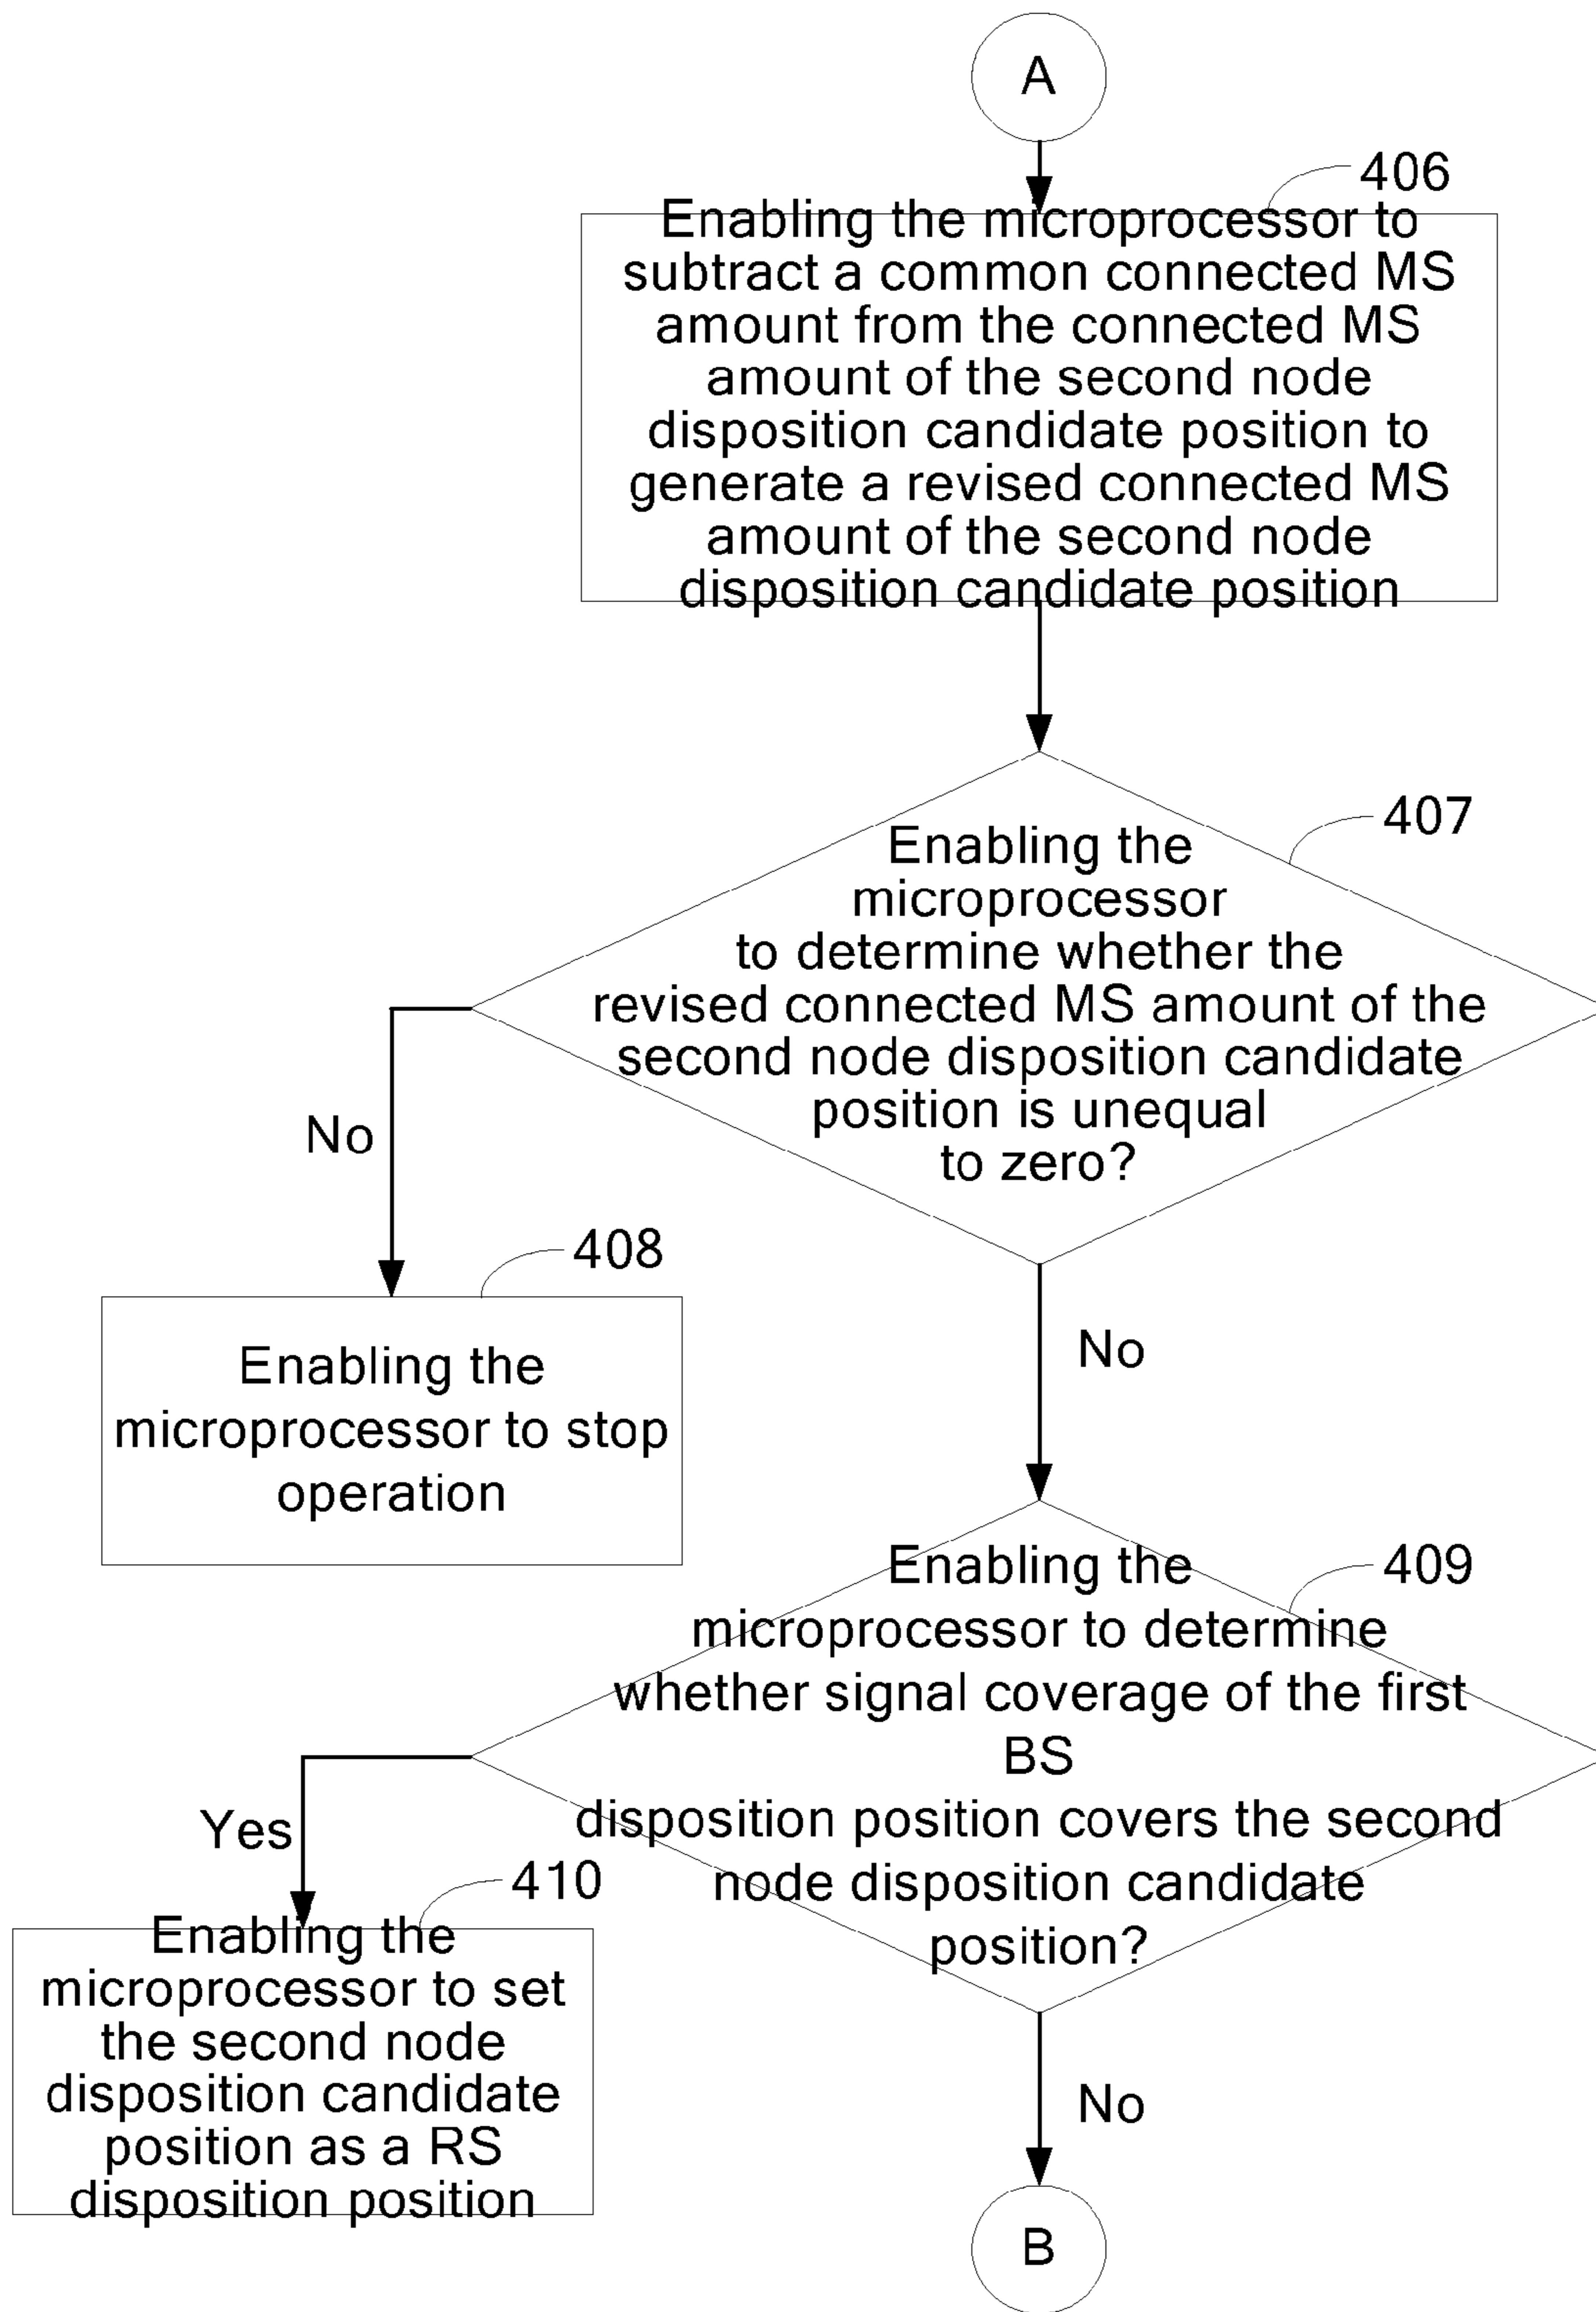 A
406
Enabling the microprocessor to
subtract a common connected MS
amount from the connected MS
amount of the second node
disposition candidate position to
generate a revised connected MS
amount of the second node
disposition candidate position
407
Enabling the
microprocessor
to determine whether the
revised connected MS amount of the
second node disposition candidate
position is unequal
to zero?
No
408
Enabling the
microprocessor to stop
operation
No
409
Enabling the
microprocessor to determine
whether signal coverage of the first
BS
disposition position covers the second
node disposition candidate
position?
Yes
410
Enabling the
microprocessor to set
the second node
disposition candidate
position as a RS
disposition position
No
B